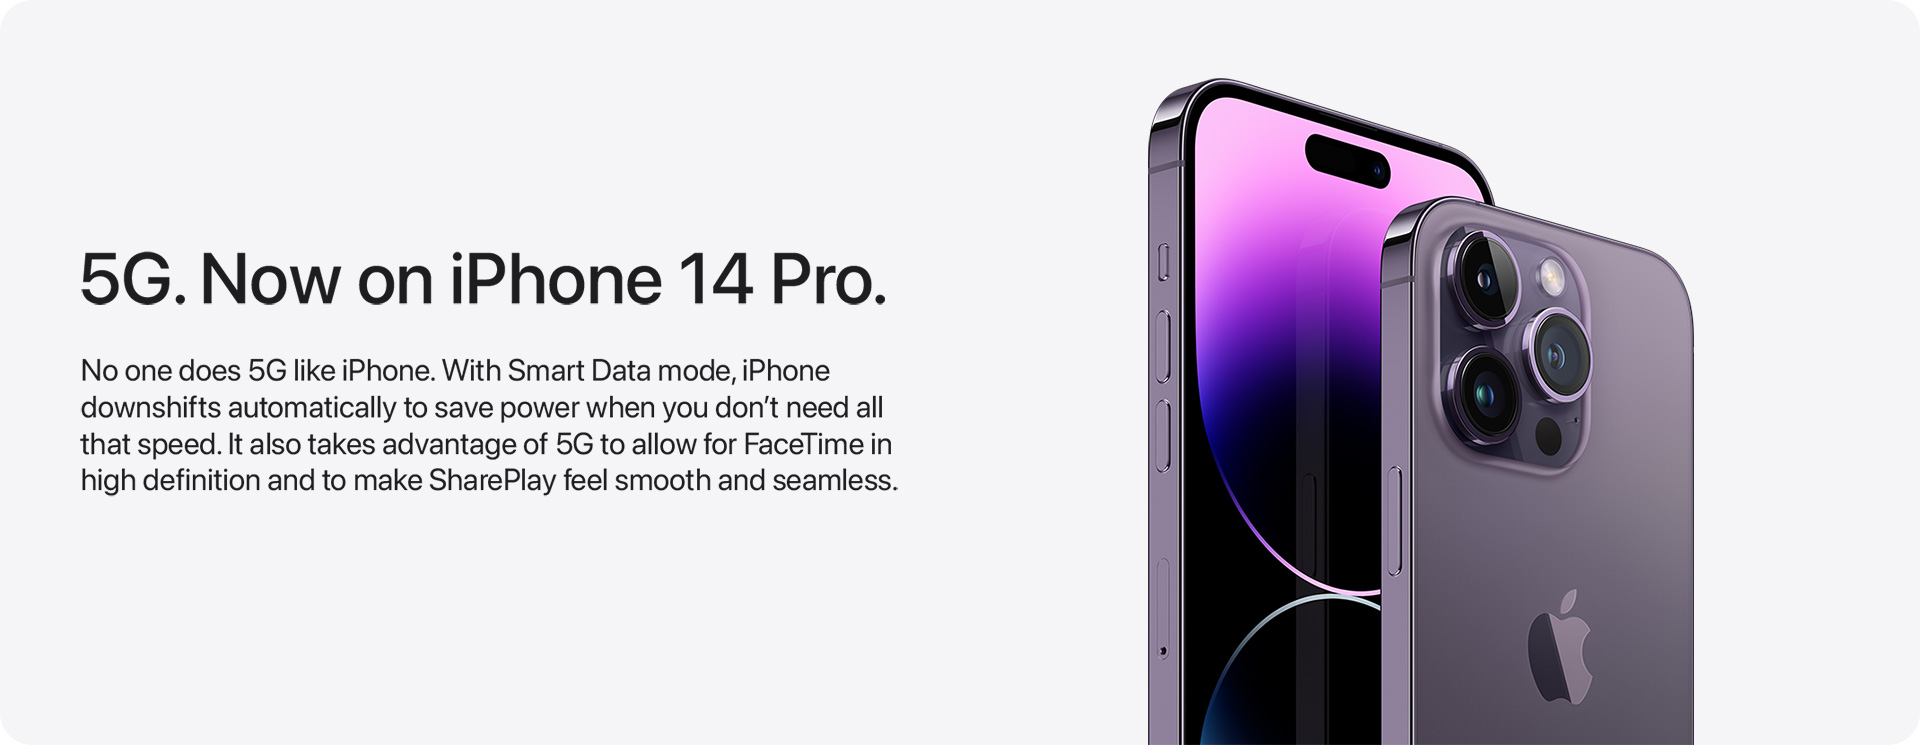 5G. Now on iPhone 14 Pro.
No one does 5G like iPhone. With Smart Data mode, iPhone
downshifts automatically to save power when you don’t need all
that speed. It also takes advantage of 5G to allow for FaceTime in
high definition and to make SharePlay feel smooth and seamless.